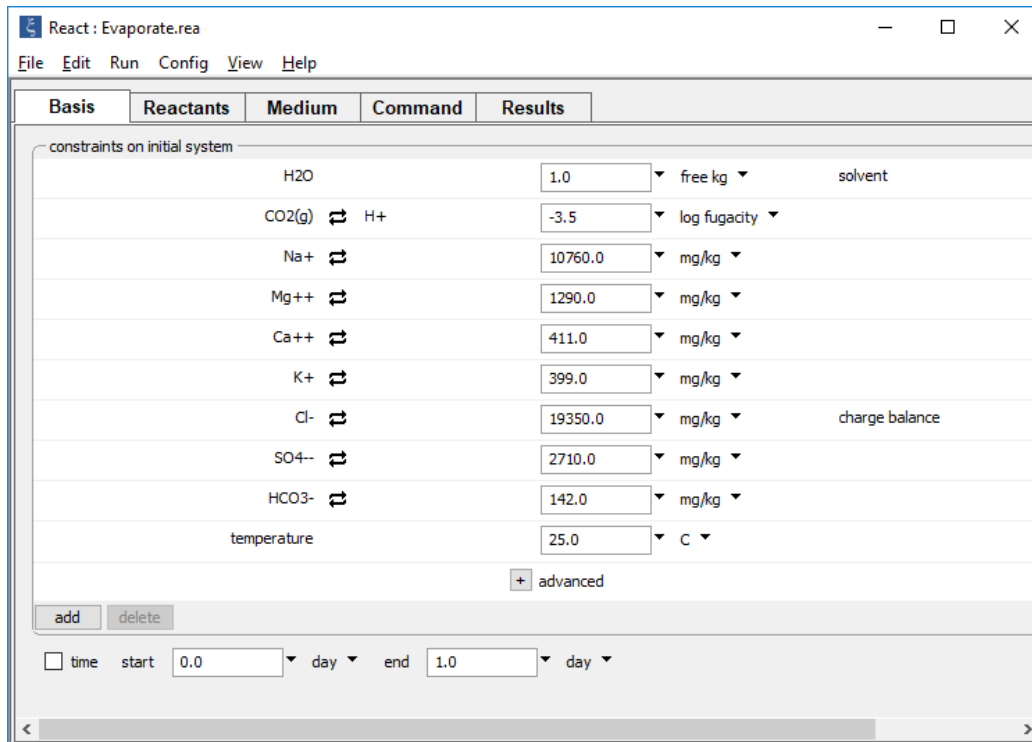 React : Evaporate.rea
File Edit Run Config View Help
Basis Reactants Medium Command Results
constraints on initial system
H2O 1.0 free kg solvent
CO2(g) H+ -3.5 log fugacity
Na+ 10760.0 mg/kg
Mg++ 1290.0 mg/kg
Ca++ 411.0 mg/kg
K+ 399.0 mg/kg
Cl- 19350.0 mg/kg charge balance
SO4-- 2710.0 mg/kg
HCO3- 142.0 mg/kg
temperature 25.0 C
+ advanced
add delete
time start 0.0 day end 1.0 day